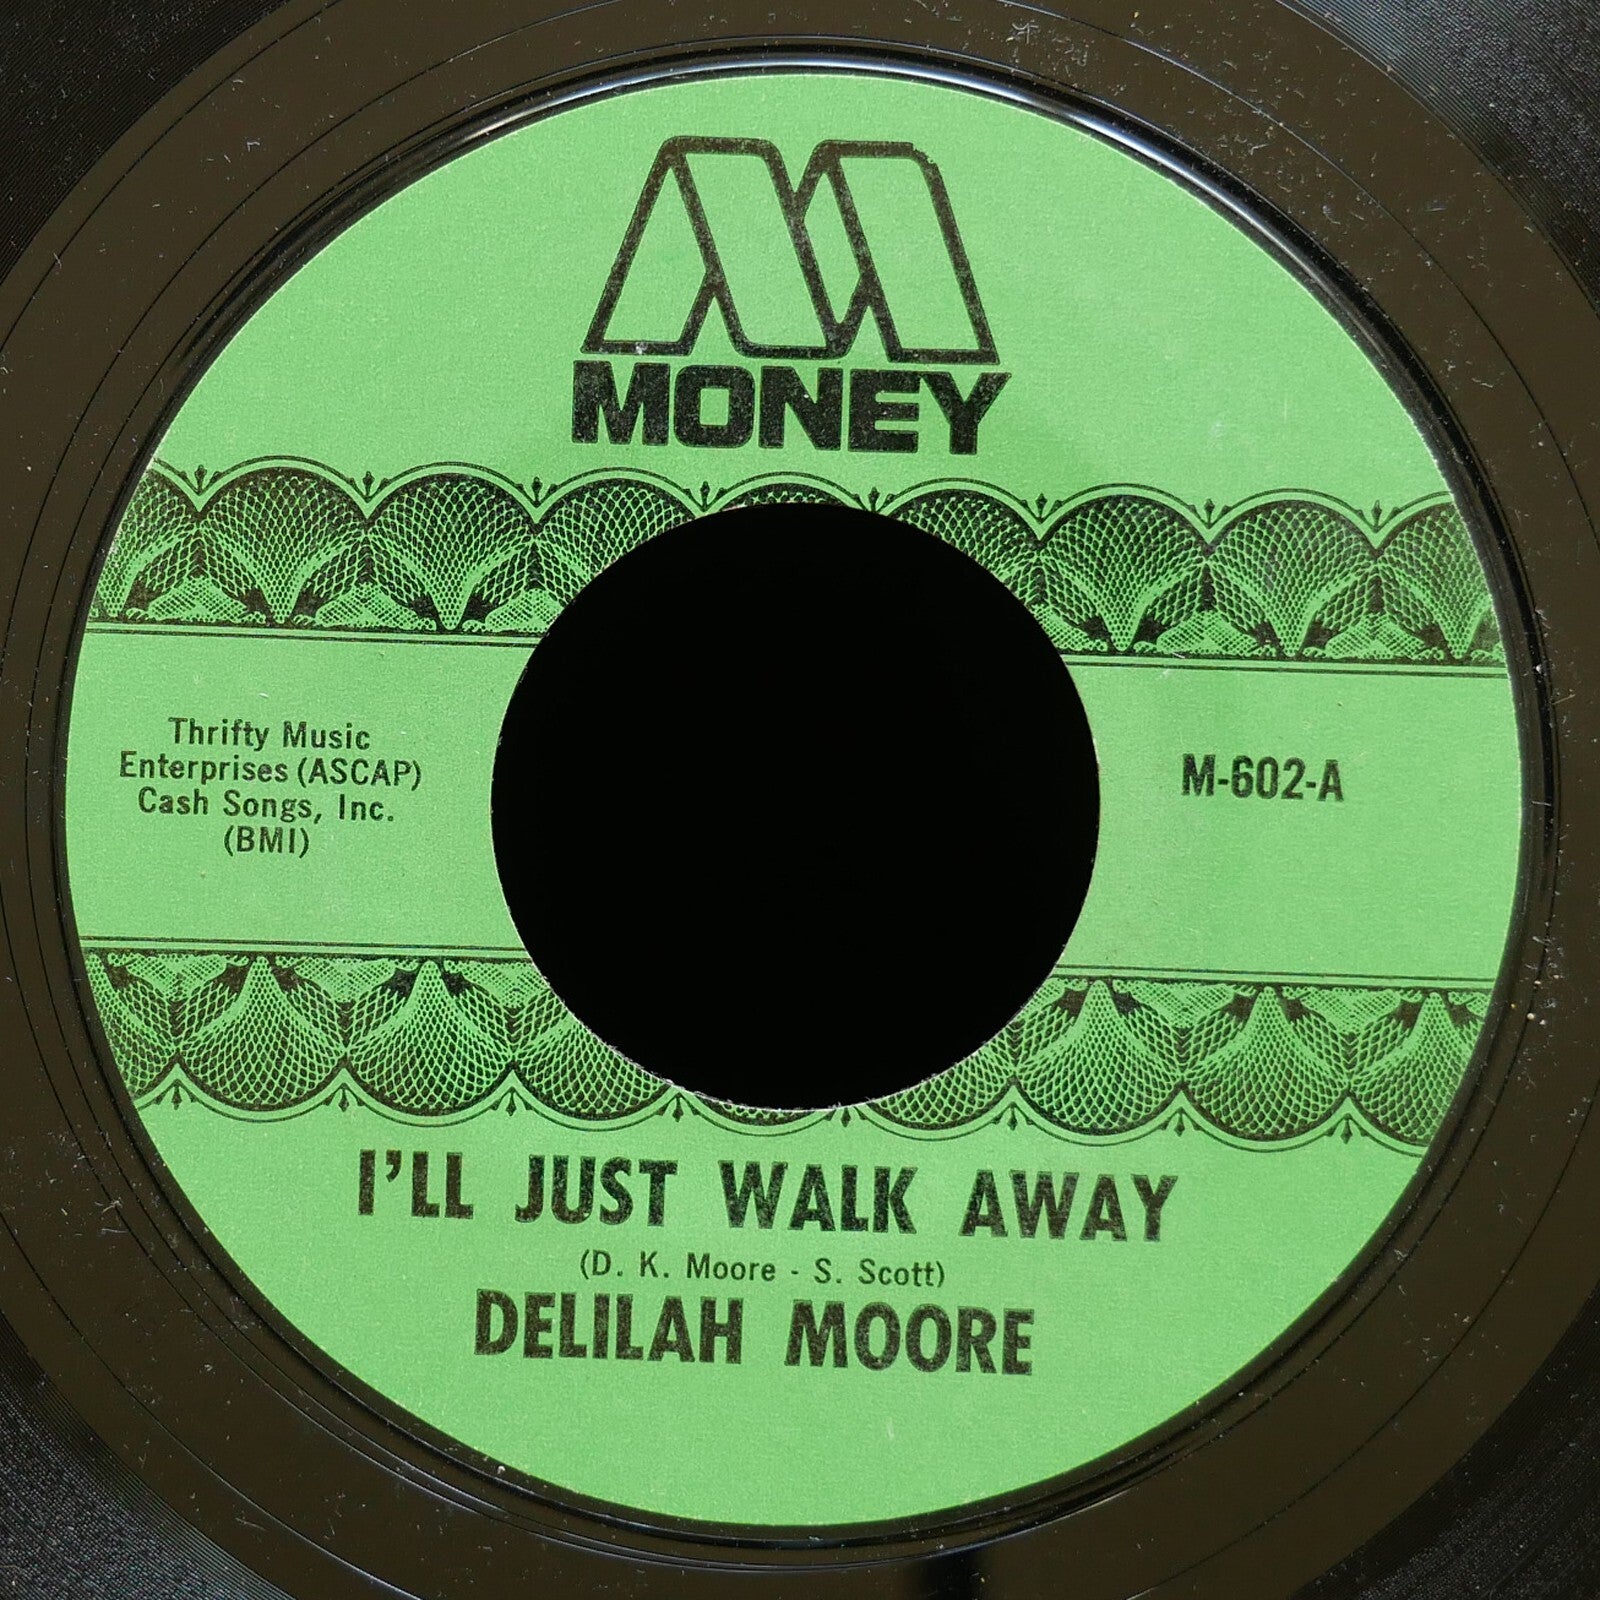 M
MONEY
Thrifty Music
Enterprises (ASCAP)
Cash Songs, Inc.
(BMI)
M-602-A
I'LL JUST WALK AWAY
(D. K. Moore - S. Scott)
DELILAH MOORE